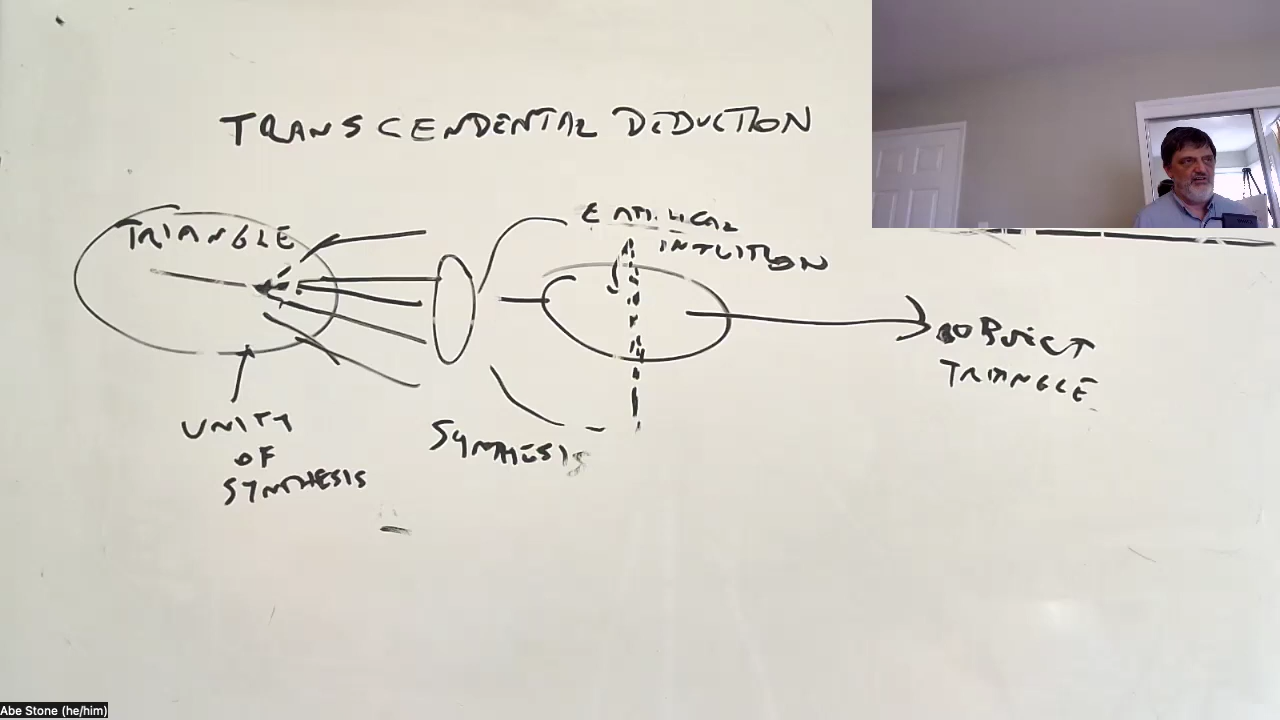 TRANSCENDENTAL DEDUCTION
TRIANGLE
EMPIRICAL
INTUITION
OBJECT
TRIANGLE
UNITY
OF
SYNTHESIS
SYNTHESIS
Abe Stone (he/him)